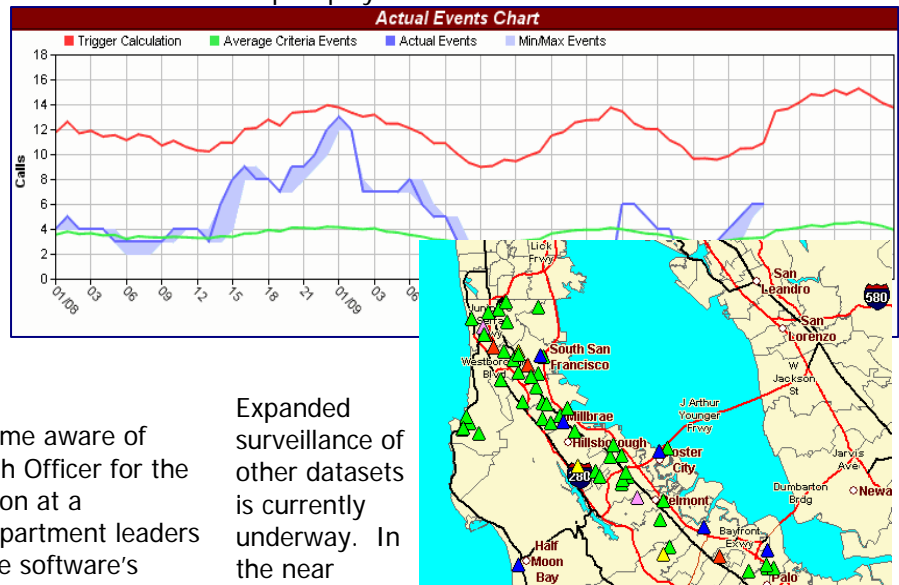 Actual Events Chart
Trigger Calculation Average Criteria Events Actual Events Min/Max Events
Calls
18
16
14
12
10
8
6
4
2
0
01/08 03 06 09 12 15 18 21 01/09 03 06
me aware of
h Officer for the
on at a
partment leaders
e software's
Expanded
surveillance of
other datasets
is currently
underway. In
the near
Lick
Frwy
San
Leandro
580
San
Lorenzo
W
Jackson
St
South San
Francisco
Westboro
Blvd
J Arthur
Younger
Frwy
Millbrae
Hillsborough
oster
City
Jarvis
Ave
280
Dumbarton
Brdg
Newa
elmont
Bayfront
Expwy
Half
Moon
Bay
Palo